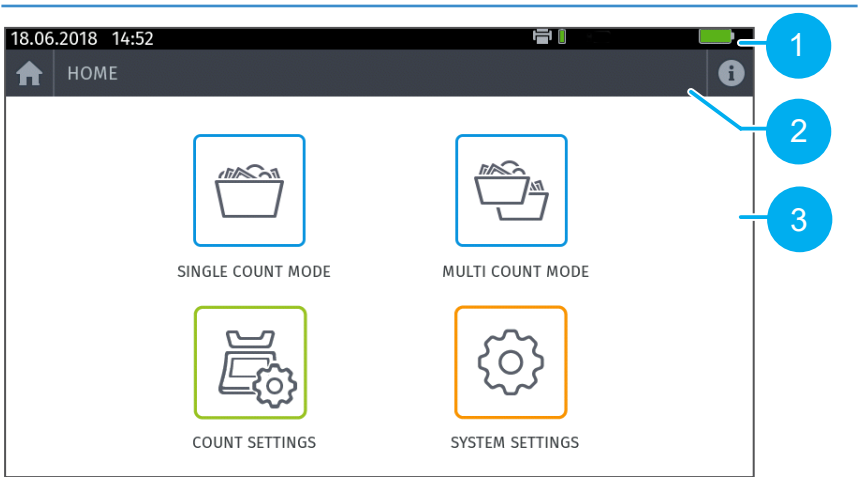 18.06.2018 14:52
1
HOME
i
2
3
SINGLE COUNT MODE
MULTI COUNT MODE
COUNT SETTINGS
SYSTEM SETTINGS